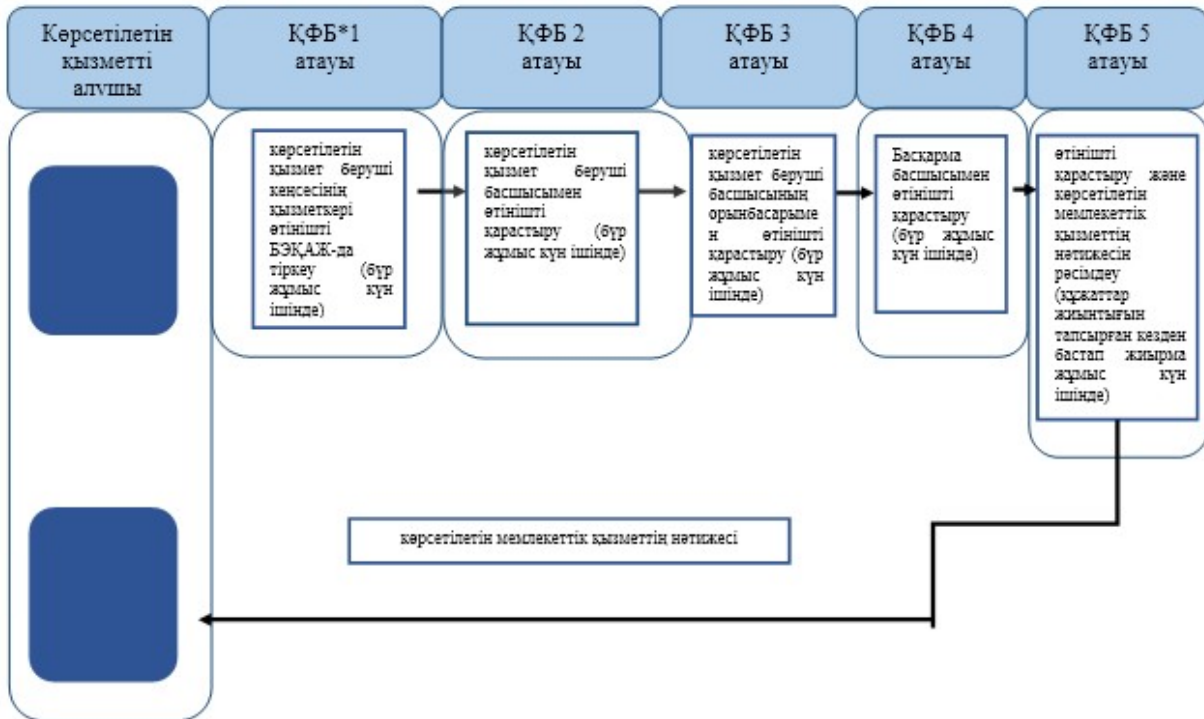 Көрсетілетін
қызметті
алушы
ҚФБ*1
атауы
ҚФБ 2
атауы
ҚФБ 3
атауы
ҚФБ 4
атауы
ҚФБ 5
атауы
көрсетілетін
қызмет беруші
кеңсесінің
қызметкері
өтінішті
БЭҚАЖ-да
тіркеу (бүр
жұмыс күн
ішінде)
көрсетілетін
қызмет беруші
басшысымен
өтінішті
қарастыру (бүр
жұмыс күн ішінде)
көрсетілетін
қызмет беруші
басшысының
орынбасарыме
н өтінішті
қарастыру (бүр
жұмыс күн
ішінде)
Басқарма
басшысымен
өтінішті
қарастыру
(бүр жұмыс
күн ішінде)
өтінішті
қарастыру және
көрсетілетін
мемлекеттік
қызметтің
нәтижесін
рәсімдеу
(құжаттар
жиынтығын
тапсырған кезден
бастап жиырма
жұмыс күн
ішінде)
көрсетілетін мемлекеттік қызметтің нәтижесі